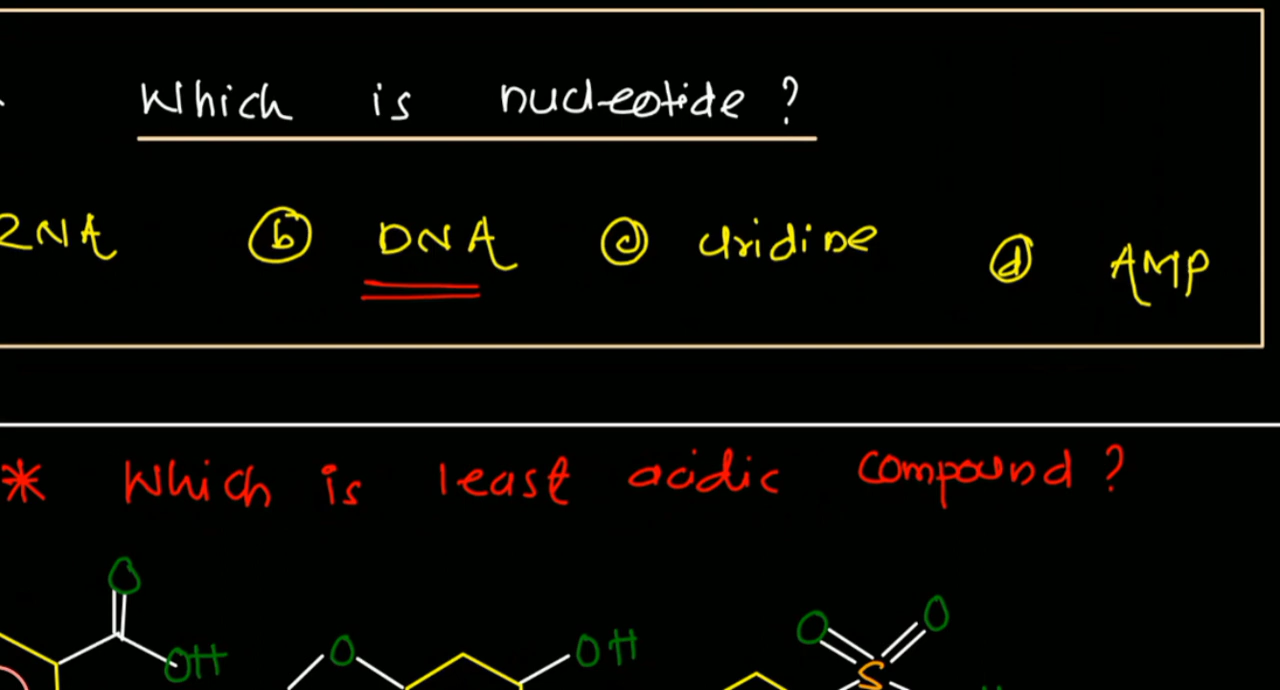 Which is nucleotide ?
RNA ⓑ DNA ⓒ Uridine ⓓ AMP
* Which is least acidic compound ?
O O O
OH O OH S